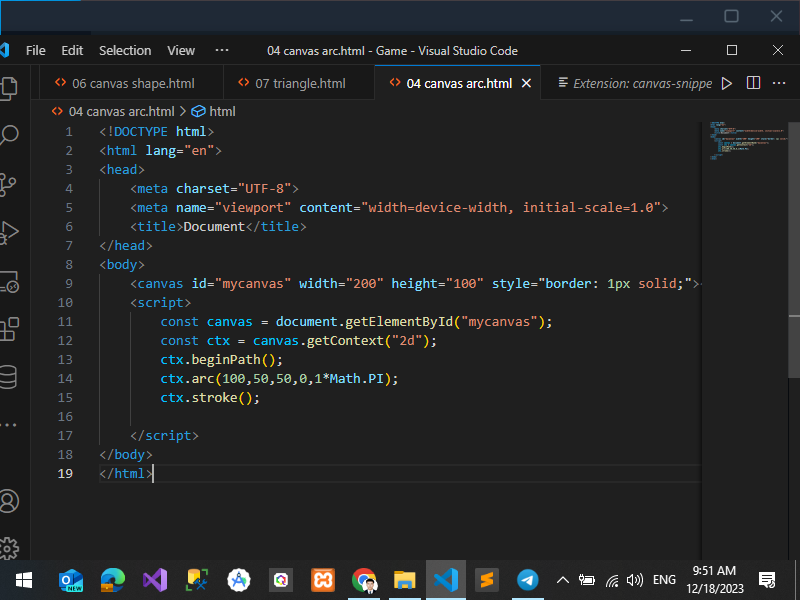 File Edit Selection View ··· 04 canvas arc.html - Game - Visual Studio Code
06 canvas shape.html 07 triangle.html 04 canvas arc.html Extension: canvas-snippe
04 canvas arc.html > html
1 <!DOCTYPE html>
2 <html lang="en">
3 <head>
4 <meta charset="UTF-8">
5 <meta name="viewport" content="width=device-width, initial-scale=1.0">
6 <title>Document</title>
7 </head>
8 <body>
9 <canvas id="mycanvas" width="200" height="100" style="border: 1px solid;">
10 <script>
11 const canvas = document.getElementById("mycanvas");
12 const ctx = canvas.getContext("2d");
13 ctx.beginPath();
14 ctx.arc(100,50,50,0,1*Math.PI);
15 ctx.stroke();
16
17 </script>
18 </body>
19 </html>
NEW
ENG
9:51 AM
12/18/2023